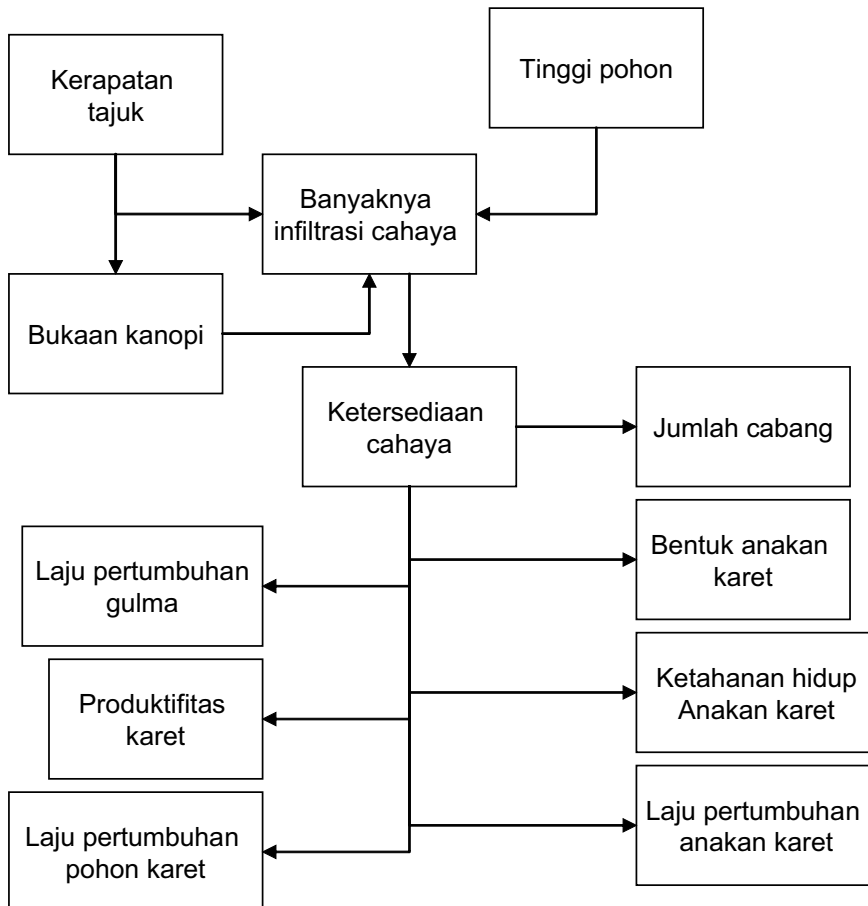 Kerapatan
tajuk
Tinggi pohon
Banyaknya
infiltrasi cahaya
Bukaan kanopi
Ketersediaan
cahaya
Jumlah cabang
Laju pertumbuhan
gulma
Bentuk anakan
karet
Produktifitas
karet
Ketahanan hidup
Anakan karet
Laju pertumbuhan
pohon karet
Laju pertumbuhan
anakan karet